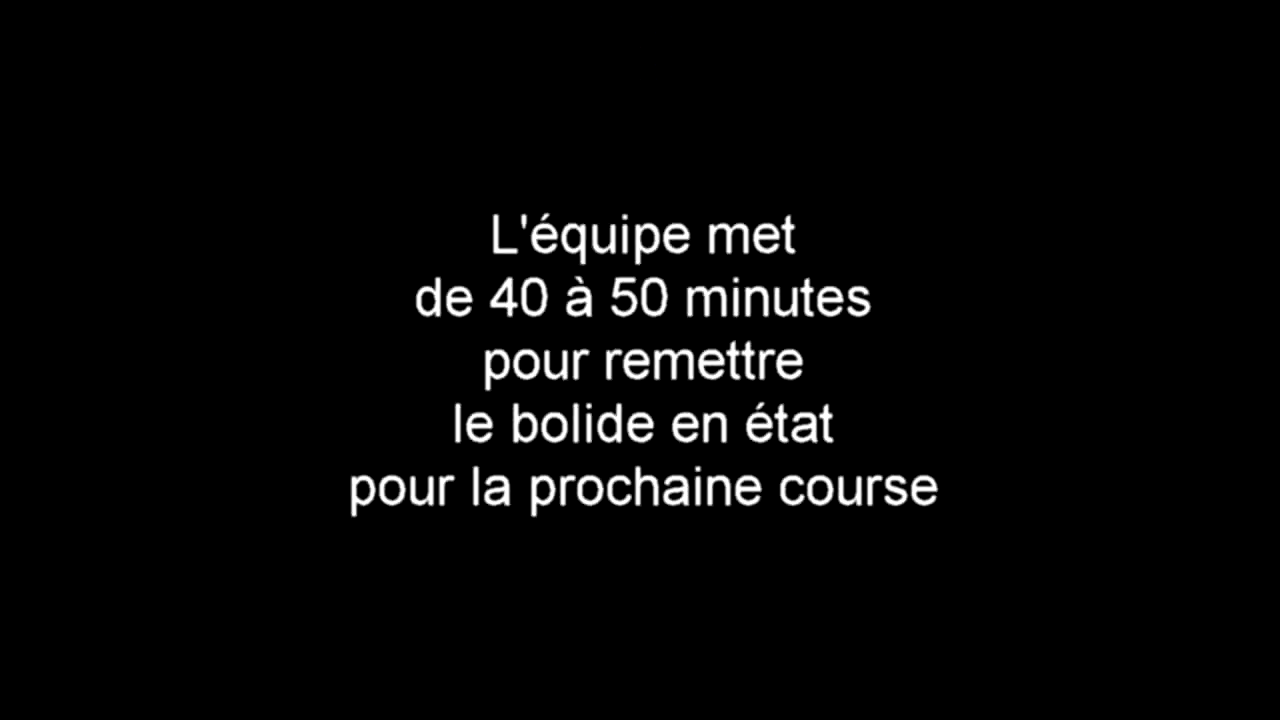 L'équipe met
de 40 à 50 minutes
pour remettre
le bolide en état
pour la prochaine course